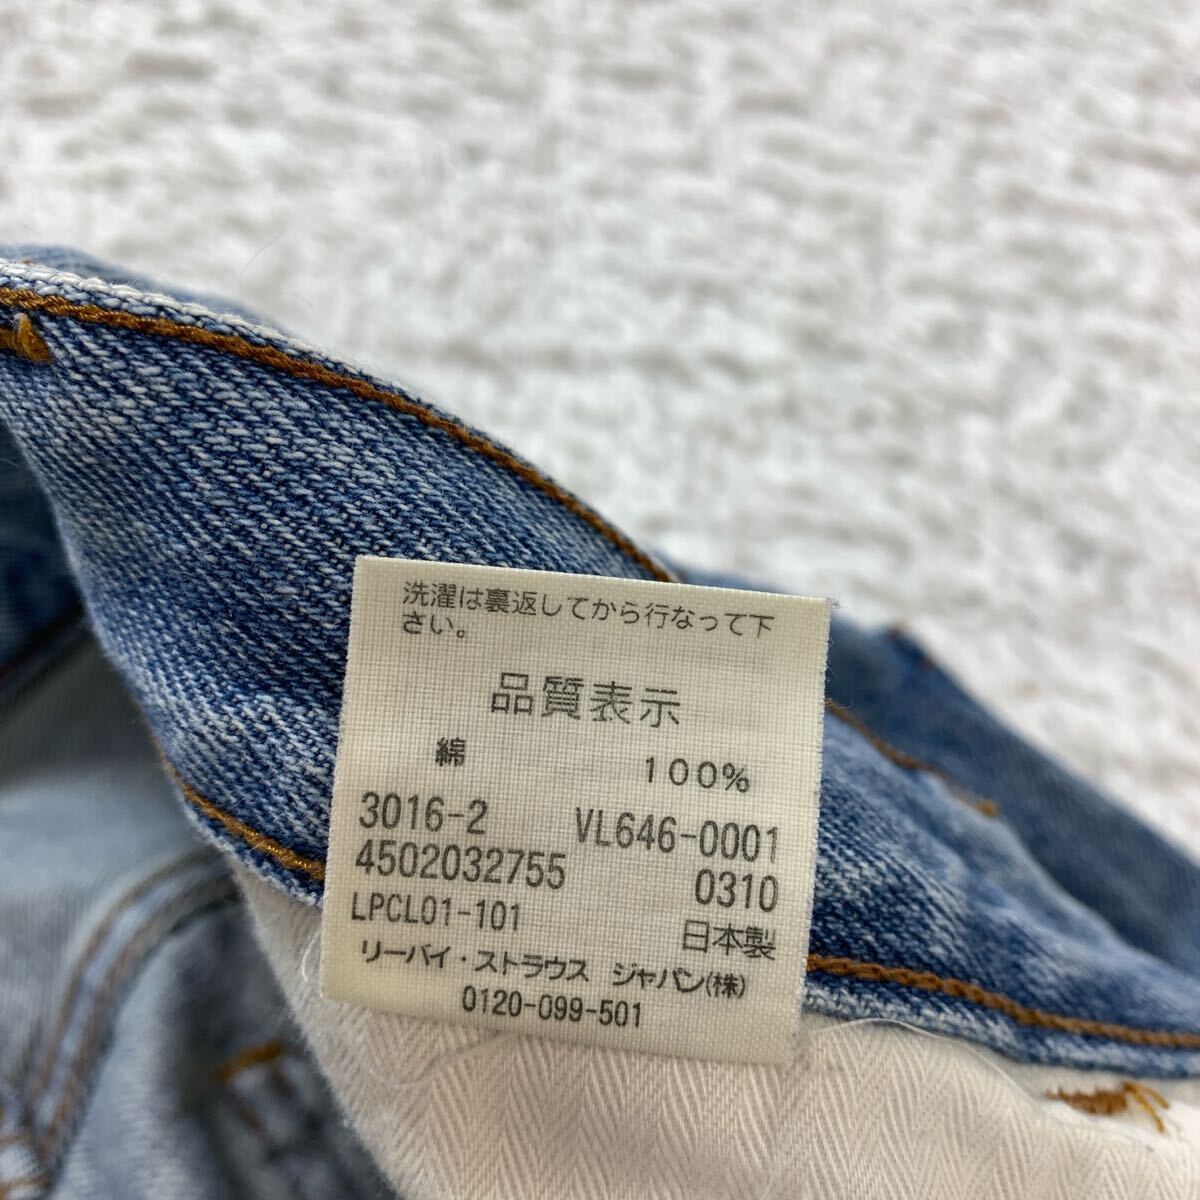 洗濯は裏返してから行なって下
さい。
品質表示
綿 100%
3016-2 VL646-0001
4502032755 0310
LPCL01-101 日本製
リーバイ・ストラウス ジャパン(株)
0120-099-501